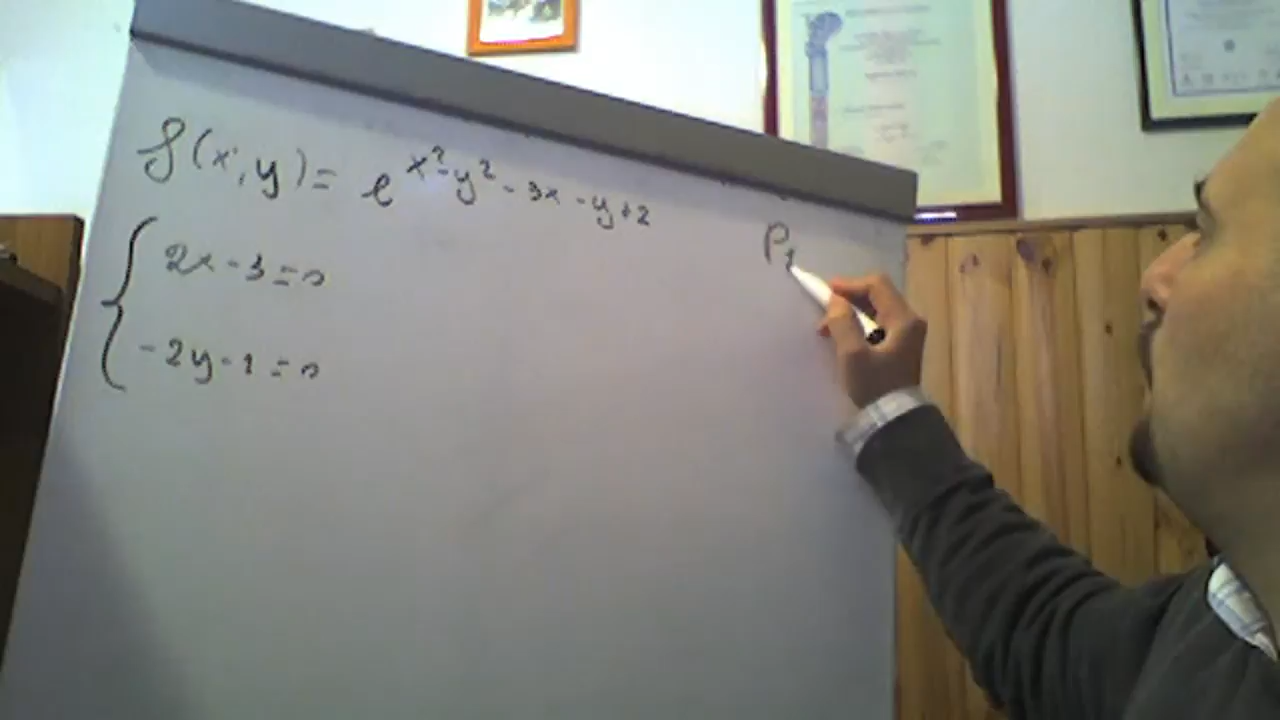 f(x,y) = e^{x²-y²-3x-y+2}
P1
2x-3=0
-2y-1=0